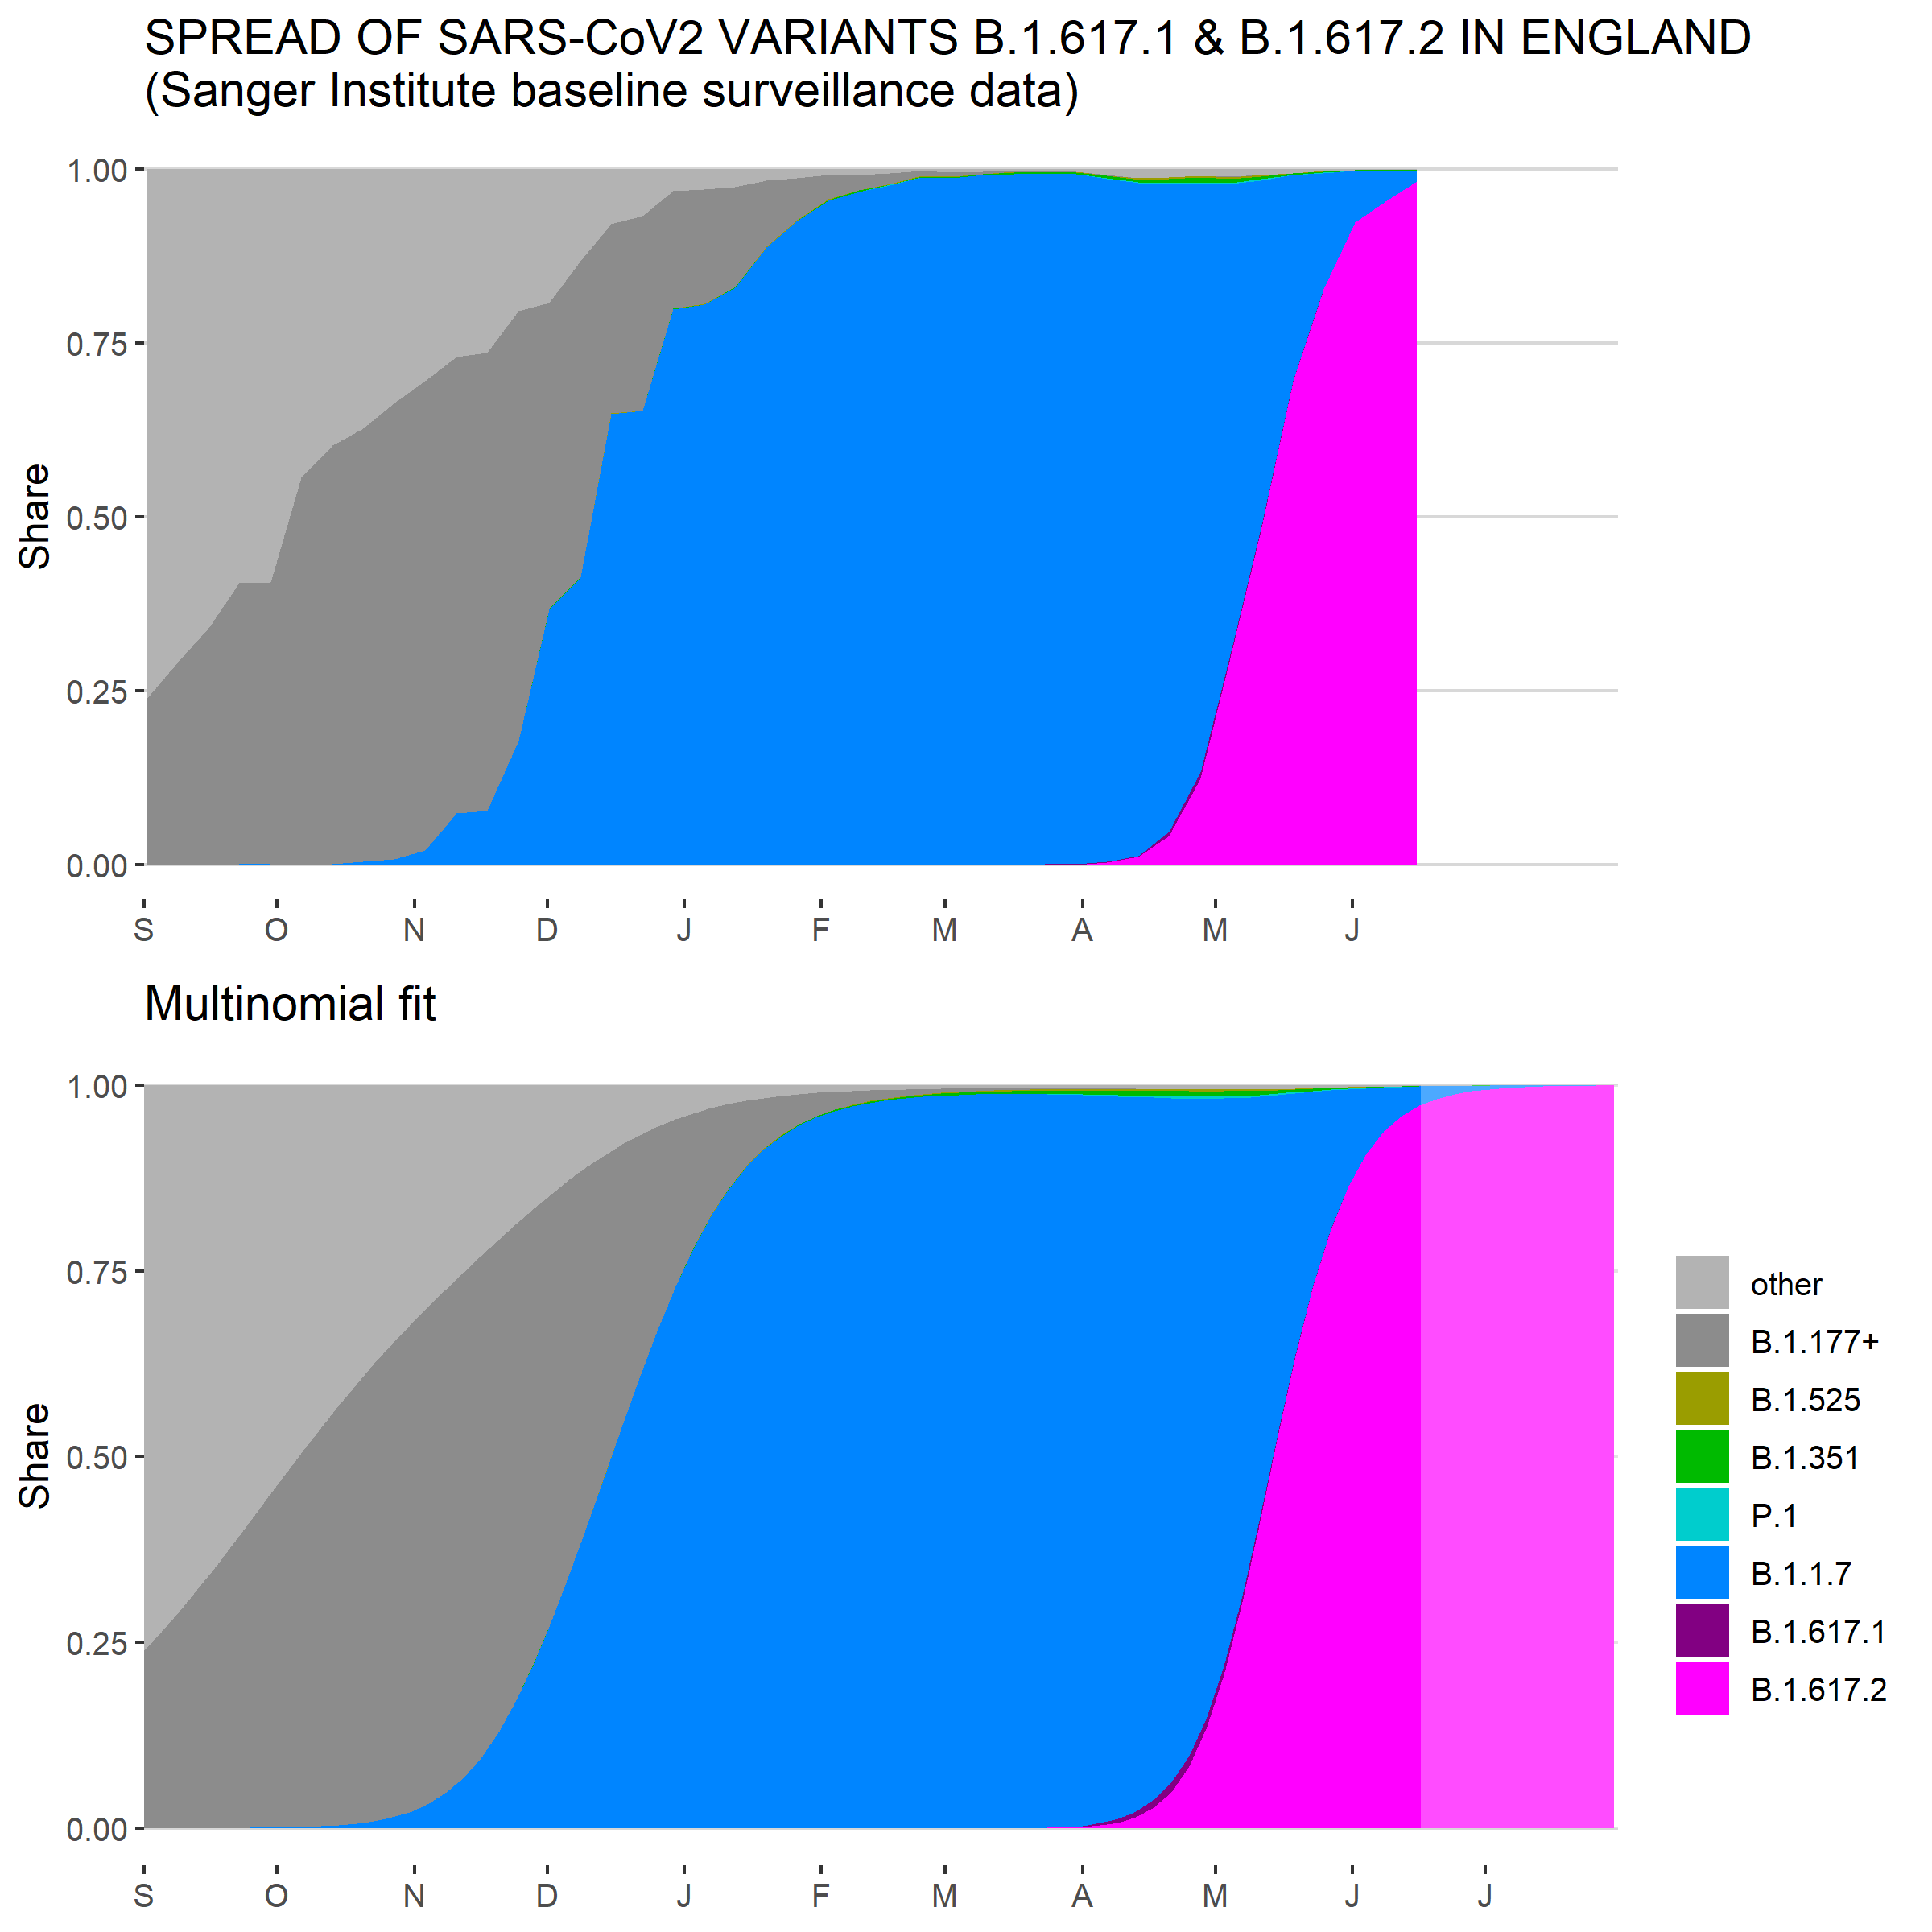 SPREAD OF SARS-CoV2 VARIANTS B.1.617.1 & B.1.617.2 IN ENGLAND
(Sanger Institute baseline surveillance data)
1.00
0.75
0.50
0.25
0.00
Share
S O N D J F M A M J
Multinomial fit
1.00
0.75
0.50
0.25
0.00
Share
S O N D J F M A M J J
other
B.1.177+
B.1.525
B.1.351
P.1
B.1.1.7
B.1.617.1
B.1.617.2